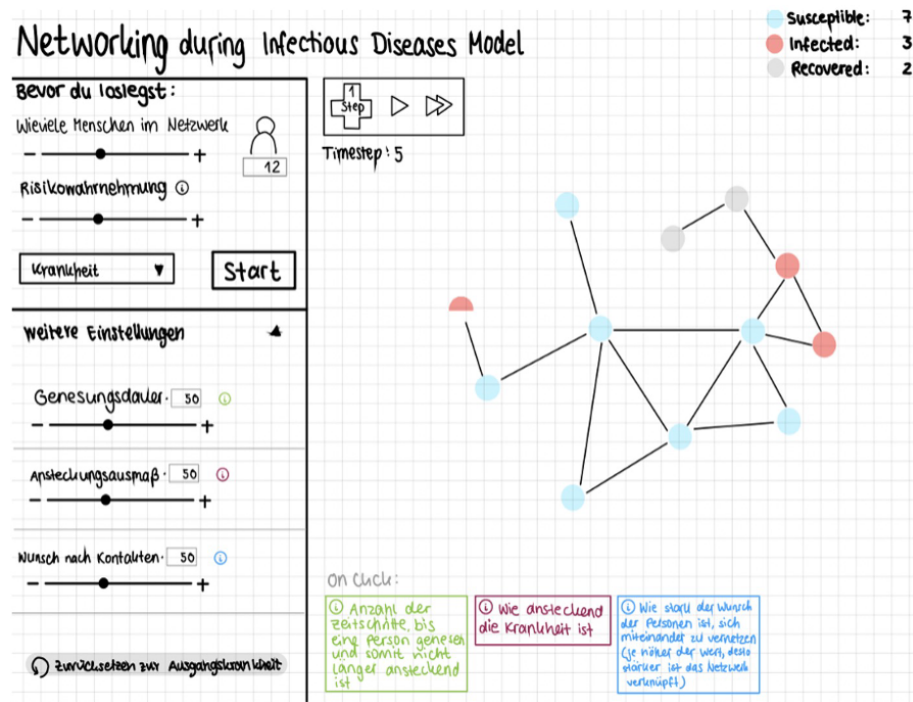 Networking during Infectious Diseases Model
Susceptible: 7
Infected: 3
Recovered: 2
Bevor du loslegst:
Wieviele Menschen im Netzwerk
- +
12
Risikowahrnehmung i
- +
Krankheit ▼
Start
1
Step
Timestep: 5
weitere Einstellungen
Genesungsdauer. 50 i
- +
Ansteckungsausmaß. 50 i
- +
Wunsch nach Kontakten. 50 i
- +
Zurücksetzen zur Ausgangskrankheit
On Click:
i Anzahl der
Zeitschritte, bis
eine Person genesen
und somit nicht
länger ansteckend
ist
i Wie ansteckend
die Krankheit ist
i Wie stark der Wunsch
der Personen ist, sich
miteinander zu vernetzen
(je höher der Wert, desto
stärker ist das Netzwerk
verknüpft)